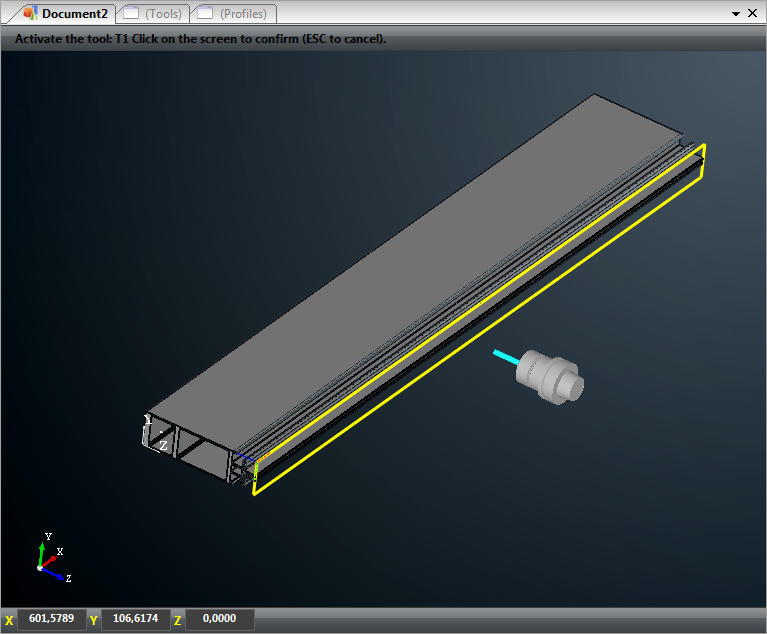 Document2 (Tools) (Profiles)
Activate the tool: T1 Click on the screen to confirm (ESC to cancel).
Y
Z
Y
X
Z
X 601,5789 Y 106,6174 Z 0,0000